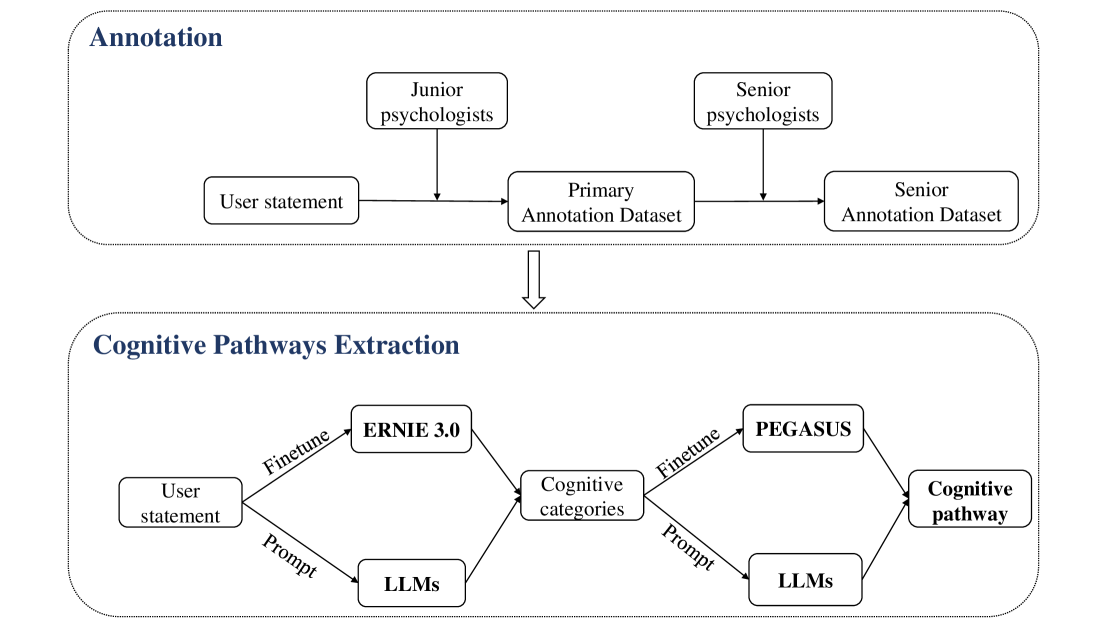 Annotation
Junior
psychologists
Senior
psychologists
User statement
Primary
Annotation Dataset
Senior
Annotation Dataset
Cognitive Pathways Extraction
Finetune
ERNIE 3.0
Finetune
PEGASUS
User
statement
Cognitive
categories
Cognitive
pathway
Prompt
LLMs
Prompt
LLMs